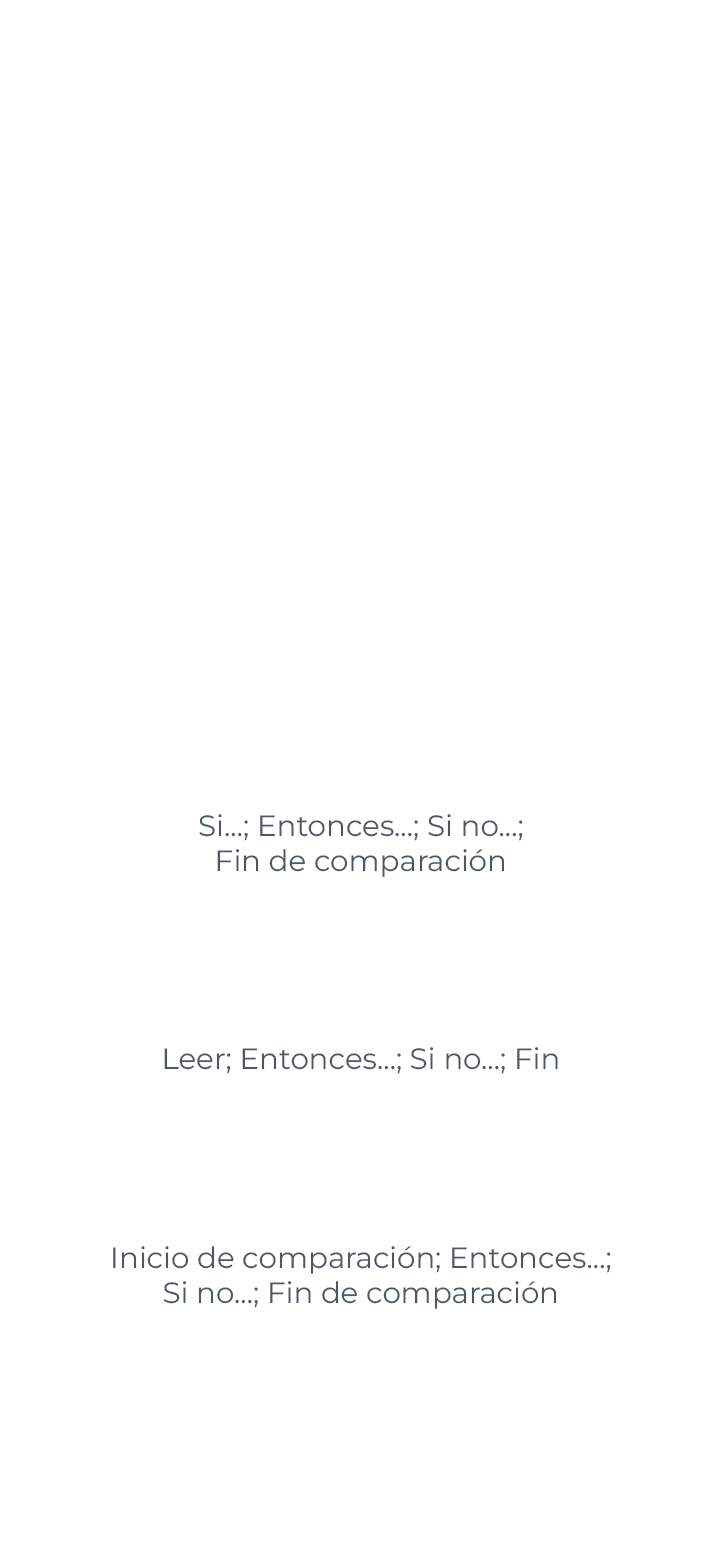 Si...; Entonces...; Si no...;
Fin de comparación
Leer; Entonces...; Si no...; Fin
Inicio de comparación; Entonces...;
Si no...; Fin de comparación